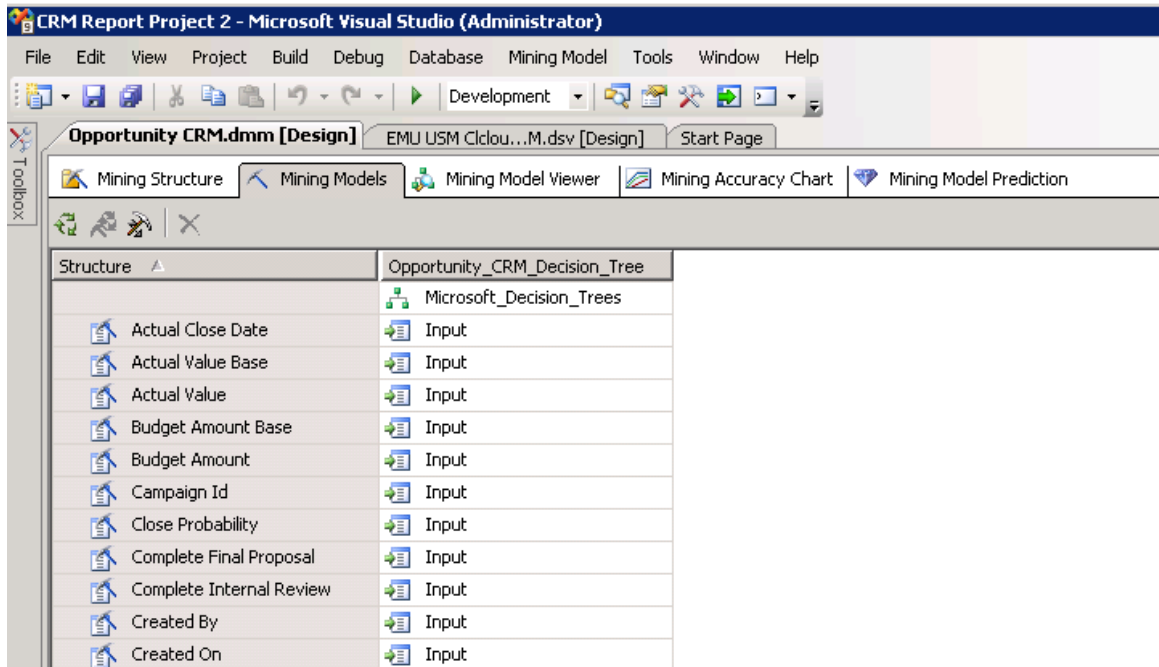 CRM Report Project 2 - Microsoft Visual Studio (Administrator)
File Edit View Project Build Debug Database Mining Model Tools Window Help
Development
Opportunity CRM.dmm [Design] EMU USM Clclou...M.dsv [Design] Start Page
Toolbox
Mining Structure Mining Models Mining Model Viewer Mining Accuracy Chart Mining Model Prediction
Structure Opportunity_CRM_Decision_Tree
Microsoft_Decision_Trees
Actual Close Date Input
Actual Value Base Input
Actual Value Input
Budget Amount Base Input
Budget Amount Input
Campaign Id Input
Close Probability Input
Complete Final Proposal Input
Complete Internal Review Input
Created By Input
Created On Input